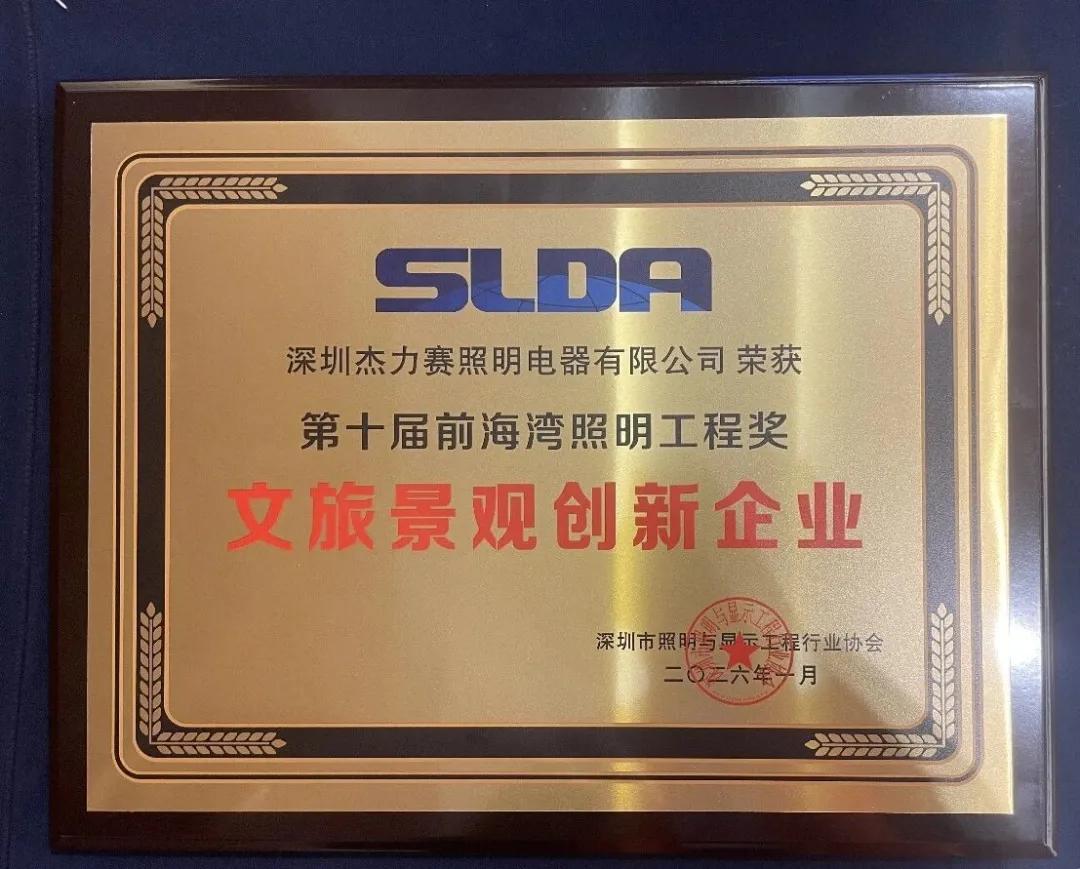 SLDA
深圳杰力赛照明电器有限公司 荣获
第十届前海湾照明工程奖
文旅景观创新企业
深圳市照明与显示工程行业协会
二〇二六年一月